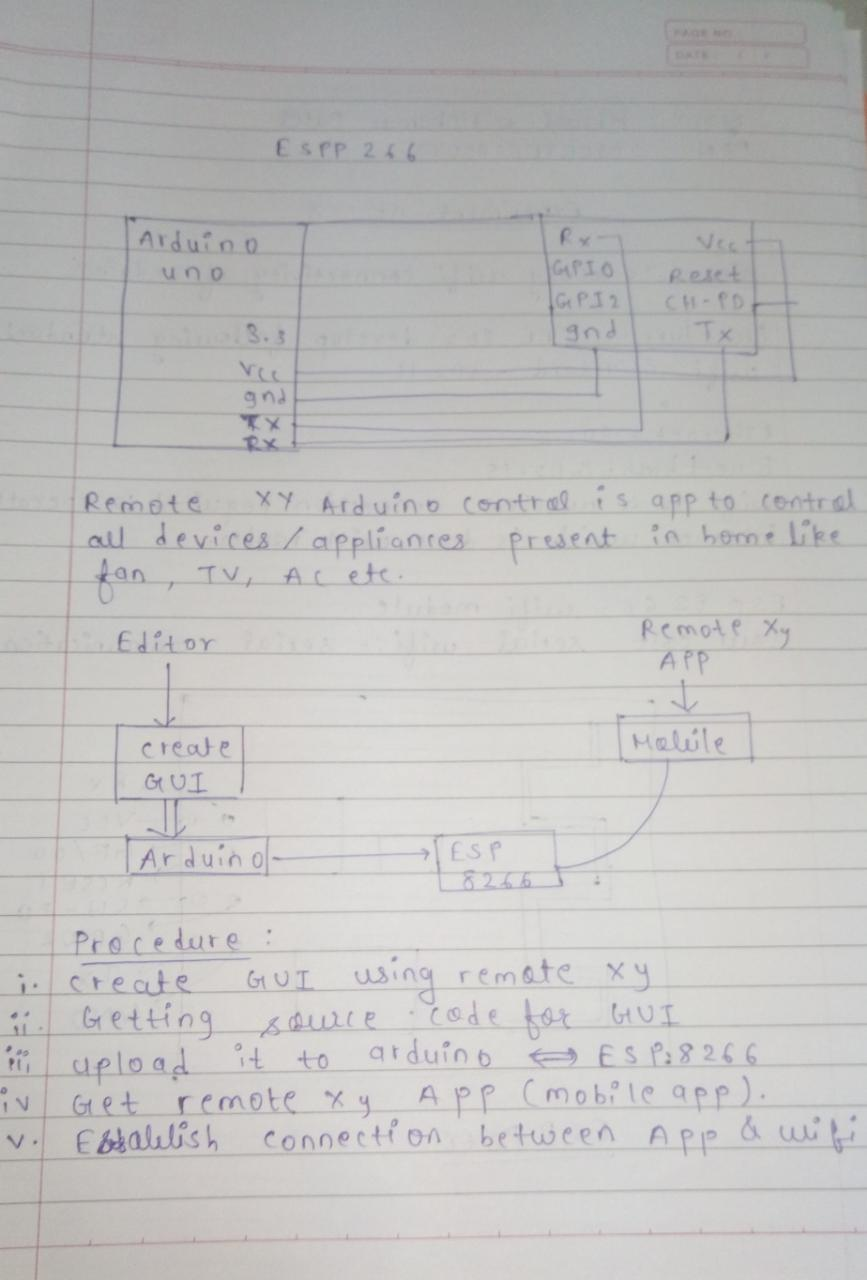 PAGE NO
DATE
ESPP 266
Arduino
uno
3.3
Vcc
gnd
TX
RX
Rx
GPIO
GPI2
gnd
Vcc
Reset
CH-PD
Tx
Remote XY Arduino control is app to control
all devices / appliances present in home like
fan, TV, AC etc.
Editor
create
GUI
Arduino
ESP
8266
Remote Xy
APP
Mobile
Procedure :
i. create GUI using remote xy
ii. Getting source code for GUI
iii, upload it to arduino ⟺ ESP:8266
iv Get remote xy App (mobile app).
v. Establish connection between App & wifi